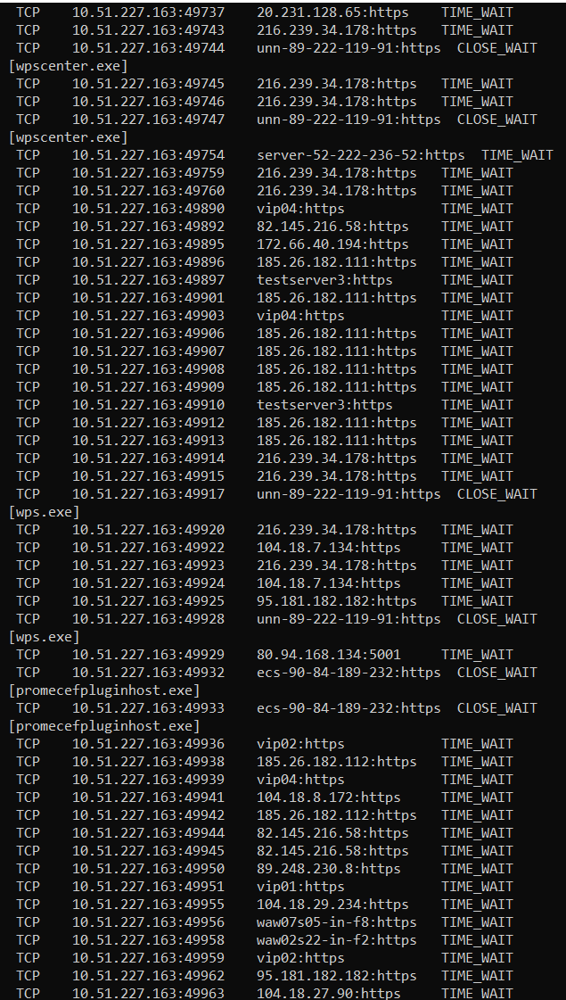 TCP    10.51.227.163:49737    20.231.128.65:https    TIME_WAIT
TCP    10.51.227.163:49743    216.239.34.178:https   TIME_WAIT
TCP    10.51.227.163:49744    unn-89-222-119-91:https  CLOSE_WAIT
[wpscenter.exe]
TCP    10.51.227.163:49745    216.239.34.178:https   TIME_WAIT
TCP    10.51.227.163:49746    216.239.34.178:https   TIME_WAIT
TCP    10.51.227.163:49747    unn-89-222-119-91:https  CLOSE_WAIT
[wpscenter.exe]
TCP    10.51.227.163:49754    server-52-222-236-52:https  TIME_WAIT
TCP    10.51.227.163:49759    216.239.34.178:https   TIME_WAIT
TCP    10.51.227.163:49760    216.239.34.178:https   TIME_WAIT
TCP    10.51.227.163:49890    vip04:https            TIME_WAIT
TCP    10.51.227.163:49892    82.145.216.58:https    TIME_WAIT
TCP    10.51.227.163:49895    172.66.40.194:https    TIME_WAIT
TCP    10.51.227.163:49896    185.26.182.111:https   TIME_WAIT
TCP    10.51.227.163:49897    testserver3:https      TIME_WAIT
TCP    10.51.227.163:49901    185.26.182.111:https   TIME_WAIT
TCP    10.51.227.163:49903    vip04:https            TIME_WAIT
TCP    10.51.227.163:49906    185.26.182.111:https   TIME_WAIT
TCP    10.51.227.163:49907    185.26.182.111:https   TIME_WAIT
TCP    10.51.227.163:49908    185.26.182.111:https   TIME_WAIT
TCP    10.51.227.163:49909    185.26.182.111:https   TIME_WAIT
TCP    10.51.227.163:49910    testserver3:https      TIME_WAIT
TCP    10.51.227.163:49912    185.26.182.111:https   TIME_WAIT
TCP    10.51.227.163:49913    185.26.182.111:https   TIME_WAIT
TCP    10.51.227.163:49914    216.239.34.178:https   TIME_WAIT
TCP    10.51.227.163:49915    216.239.34.178:https   TIME_WAIT
TCP    10.51.227.163:49917    unn-89-222-119-91:https  CLOSE_WAIT
[wps.exe]
TCP    10.51.227.163:49920    216.239.34.178:https   TIME_WAIT
TCP    10.51.227.163:49922    104.18.7.134:https     TIME_WAIT
TCP    10.51.227.163:49923    216.239.34.178:https   TIME_WAIT
TCP    10.51.227.163:49924    104.18.7.134:https     TIME_WAIT
TCP    10.51.227.163:49925    95.181.182.182:https   TIME_WAIT
TCP    10.51.227.163:49928    unn-89-222-119-91:https  CLOSE_WAIT
[wps.exe]
TCP    10.51.227.163:49929    80.94.168.134:5001     TIME_WAIT
TCP    10.51.227.163:49932    ecs-90-84-189-232:https  CLOSE_WAIT
[promecefpluginhost.exe]
TCP    10.51.227.163:49933    ecs-90-84-189-232:https  CLOSE_WAIT
[promecefpluginhost.exe]
TCP    10.51.227.163:49936    vip02:https            TIME_WAIT
TCP    10.51.227.163:49938    185.26.182.112:https   TIME_WAIT
TCP    10.51.227.163:49939    vip04:https            TIME_WAIT
TCP    10.51.227.163:49941    104.18.8.172:https     TIME_WAIT
TCP    10.51.227.163:49942    185.26.182.112:https   TIME_WAIT
TCP    10.51.227.163:49944    82.145.216.58:https    TIME_WAIT
TCP    10.51.227.163:49945    82.145.216.58:https    TIME_WAIT
TCP    10.51.227.163:49950    89.248.230.8:https     TIME_WAIT
TCP    10.51.227.163:49951    vip01:https            TIME_WAIT
TCP    10.51.227.163:49955    104.18.29.234:https    TIME_WAIT
TCP    10.51.227.163:49956    waw07s05-in-f8:https   TIME_WAIT
TCP    10.51.227.163:49958    waw02s22-in-f2:https   TIME_WAIT
TCP    10.51.227.163:49959    vip02:https            TIME_WAIT
TCP    10.51.227.163:49962    95.181.182.182:https   TIME_WAIT
TCP    10.51.227.163:49963    104.18.27.90:https     TIME_WAIT